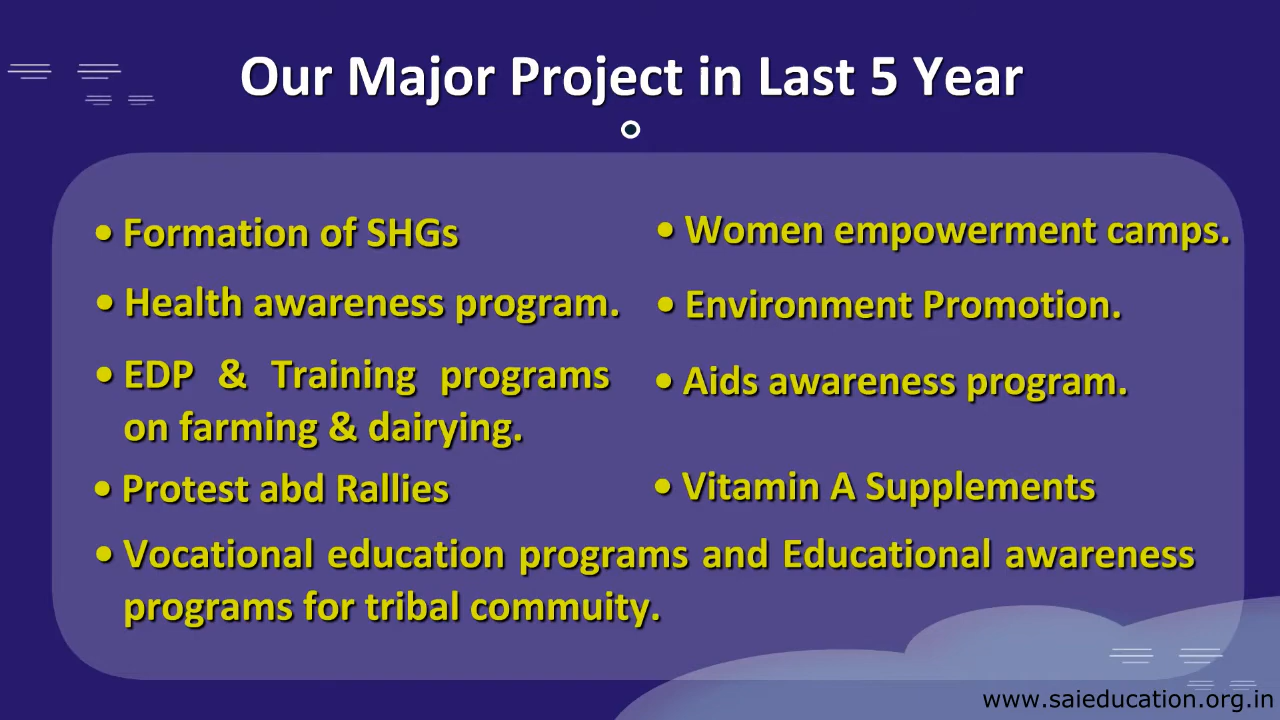 Our Major Project in Last 5 Year
• Formation of SHGs
• Women empowerment camps.
• Health awareness program.
• Environment Promotion.
• EDP & Training programs
on farming & dairying.
• Aids awareness program.
• Protest abd Rallies
• Vitamin A Supplements
• Vocational education programs and Educational awareness
programs for tribal commuity.
www.saieducation.org.in